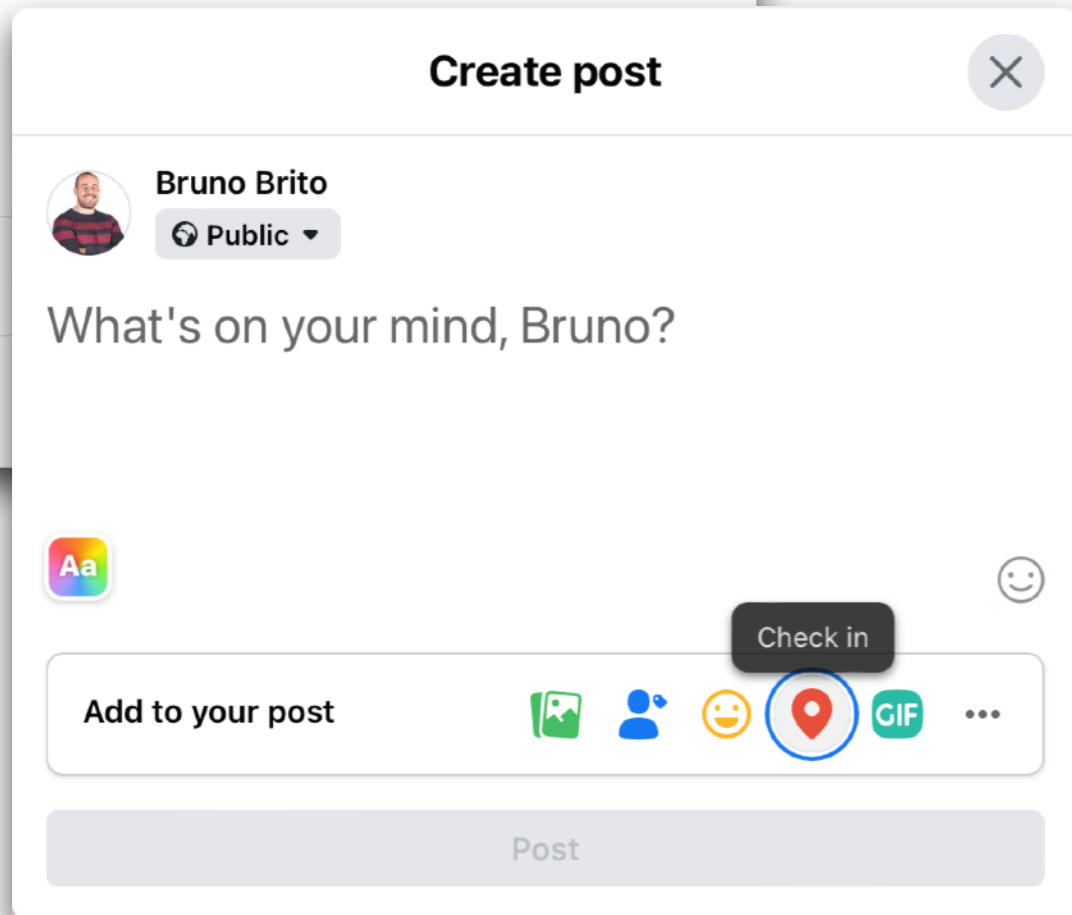 Create post
Bruno Brito
Public
What's on your mind, Bruno?
Aa
Check in
Add to your post
GIF
Post